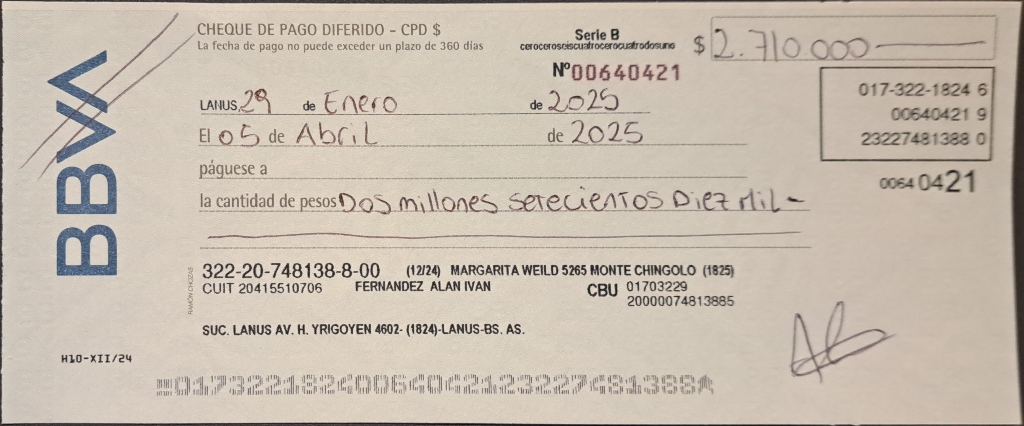 BBVA
CHEQUE DE PAGO DIFERIDO - CPD $
La fecha de pago no puede exceder un plazo de 360 días
Serie B
ceroceroseiscuatrocerocuatrodosuno
Nº00640421
$ 2.710.000
017-322-1824 6
00640421 9
23227481388 0
0064 0421
LANUS 29 de Enero de 2025
El 05 de Abril de 2025
páguese a
la cantidad de pesos Dos millones setecientos Diez Mil -
RAMÓN CHOZAS
322-20-748138-8-00 (12/24) MARGARITA WEILD 5265 MONTE CHINGOLO (1825)
CUIT 20415510706 FERNANDEZ ALAN IVAN CBU 01703229
20000074813885
SUC. LANUS AV. H. YRIGOYEN 4602- (1824)-LANUS-BS. AS.
H10-XII/24
01732218240064042123227481388